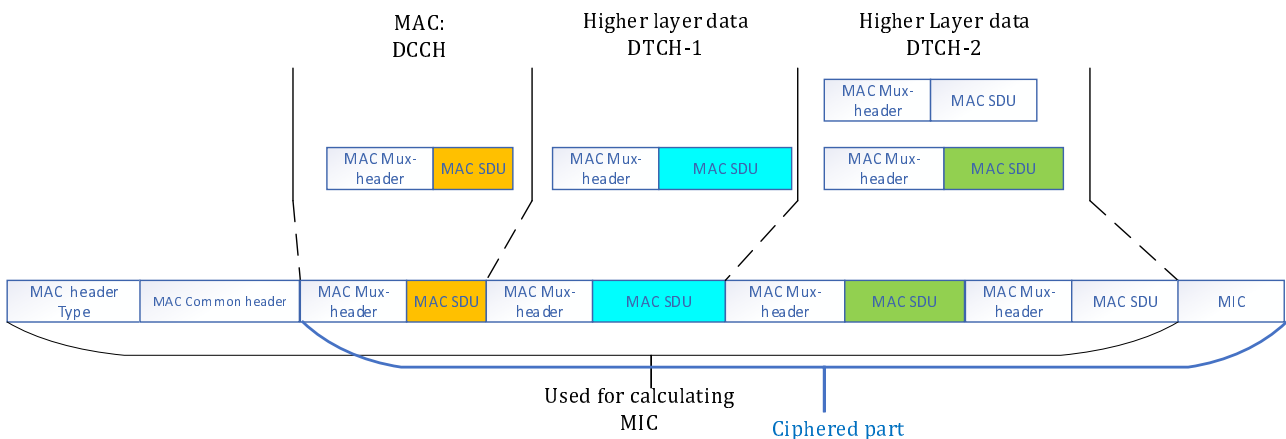 MAC:
DCCH
Higher layer data
DTCH-1
Higher Layer data
DTCH-2
MAC Mux-
header
MAC SDU
MAC Mux-
header
MAC SDU
MAC Mux-
header
MAC SDU
MAC Mux-
header
MAC SDU
MAC header
Type
MAC Common header
MAC Mux-
header
MAC SDU
MAC Mux-
header
MAC SDU
MAC Mux-
header
MAC SDU
MAC Mux-
header
MAC SDU
MIC
Used for calculating
MIC
Ciphered part